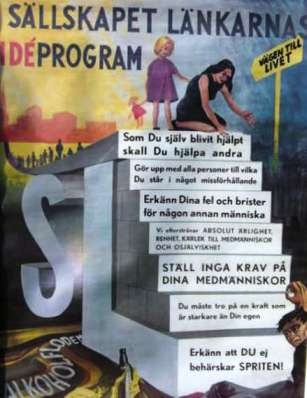 SÄLLSKAPET LÄNKARNAS
IDÉPROGRAM
VÄGEN TILL
LIVET
Som Du själv blivit hjälpt
skall Du hjälpa andra
Gör upp med alla personer till vilka
Du står i något missförhållande
Erkänn Dina fel och brister
för någon annan människa
Vi eftersträvar ABSOLUT ÄRLIGHET,
RENHET, KÄRLEK TILL MEDMÄNNISKOR
OCH OSJÄLVISKHET
STÄLL INGA KRAV PÅ
DINA MEDMÄNNISKOR
Du måste tro på en kraft som
är starkare än Din egen
Erkänn att DU ej
behärskar SPRITEN!
SL
ALKOHOLFLODEN